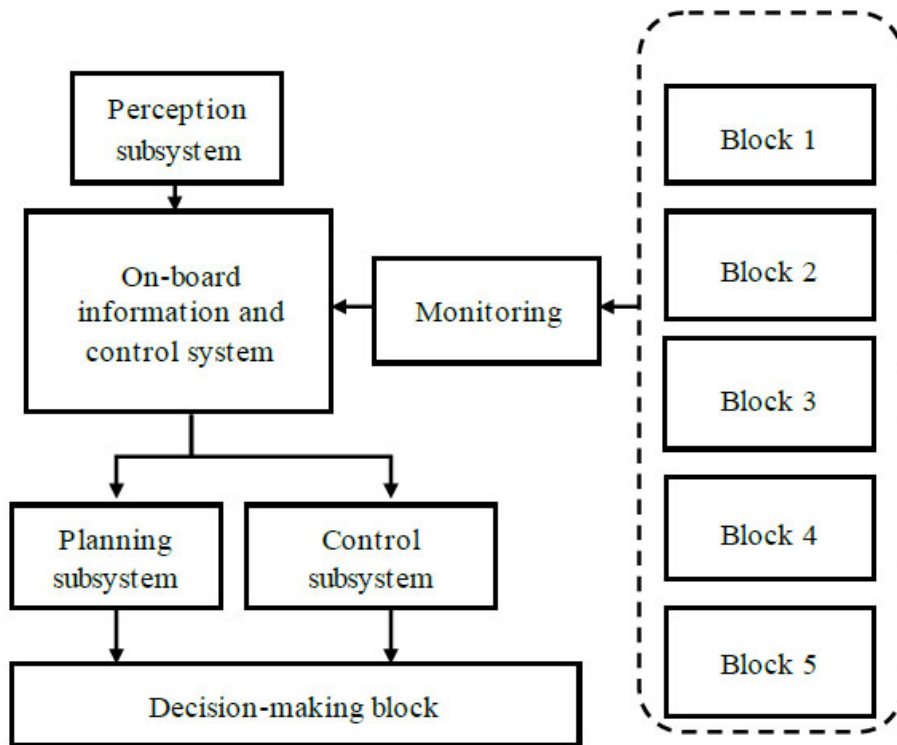 Perception
subsystem
On-board
information and
control system
Monitoring
Planning
subsystem
Control
subsystem
Decision-making block
Block 1
Block 2
Block 3
Block 4
Block 5